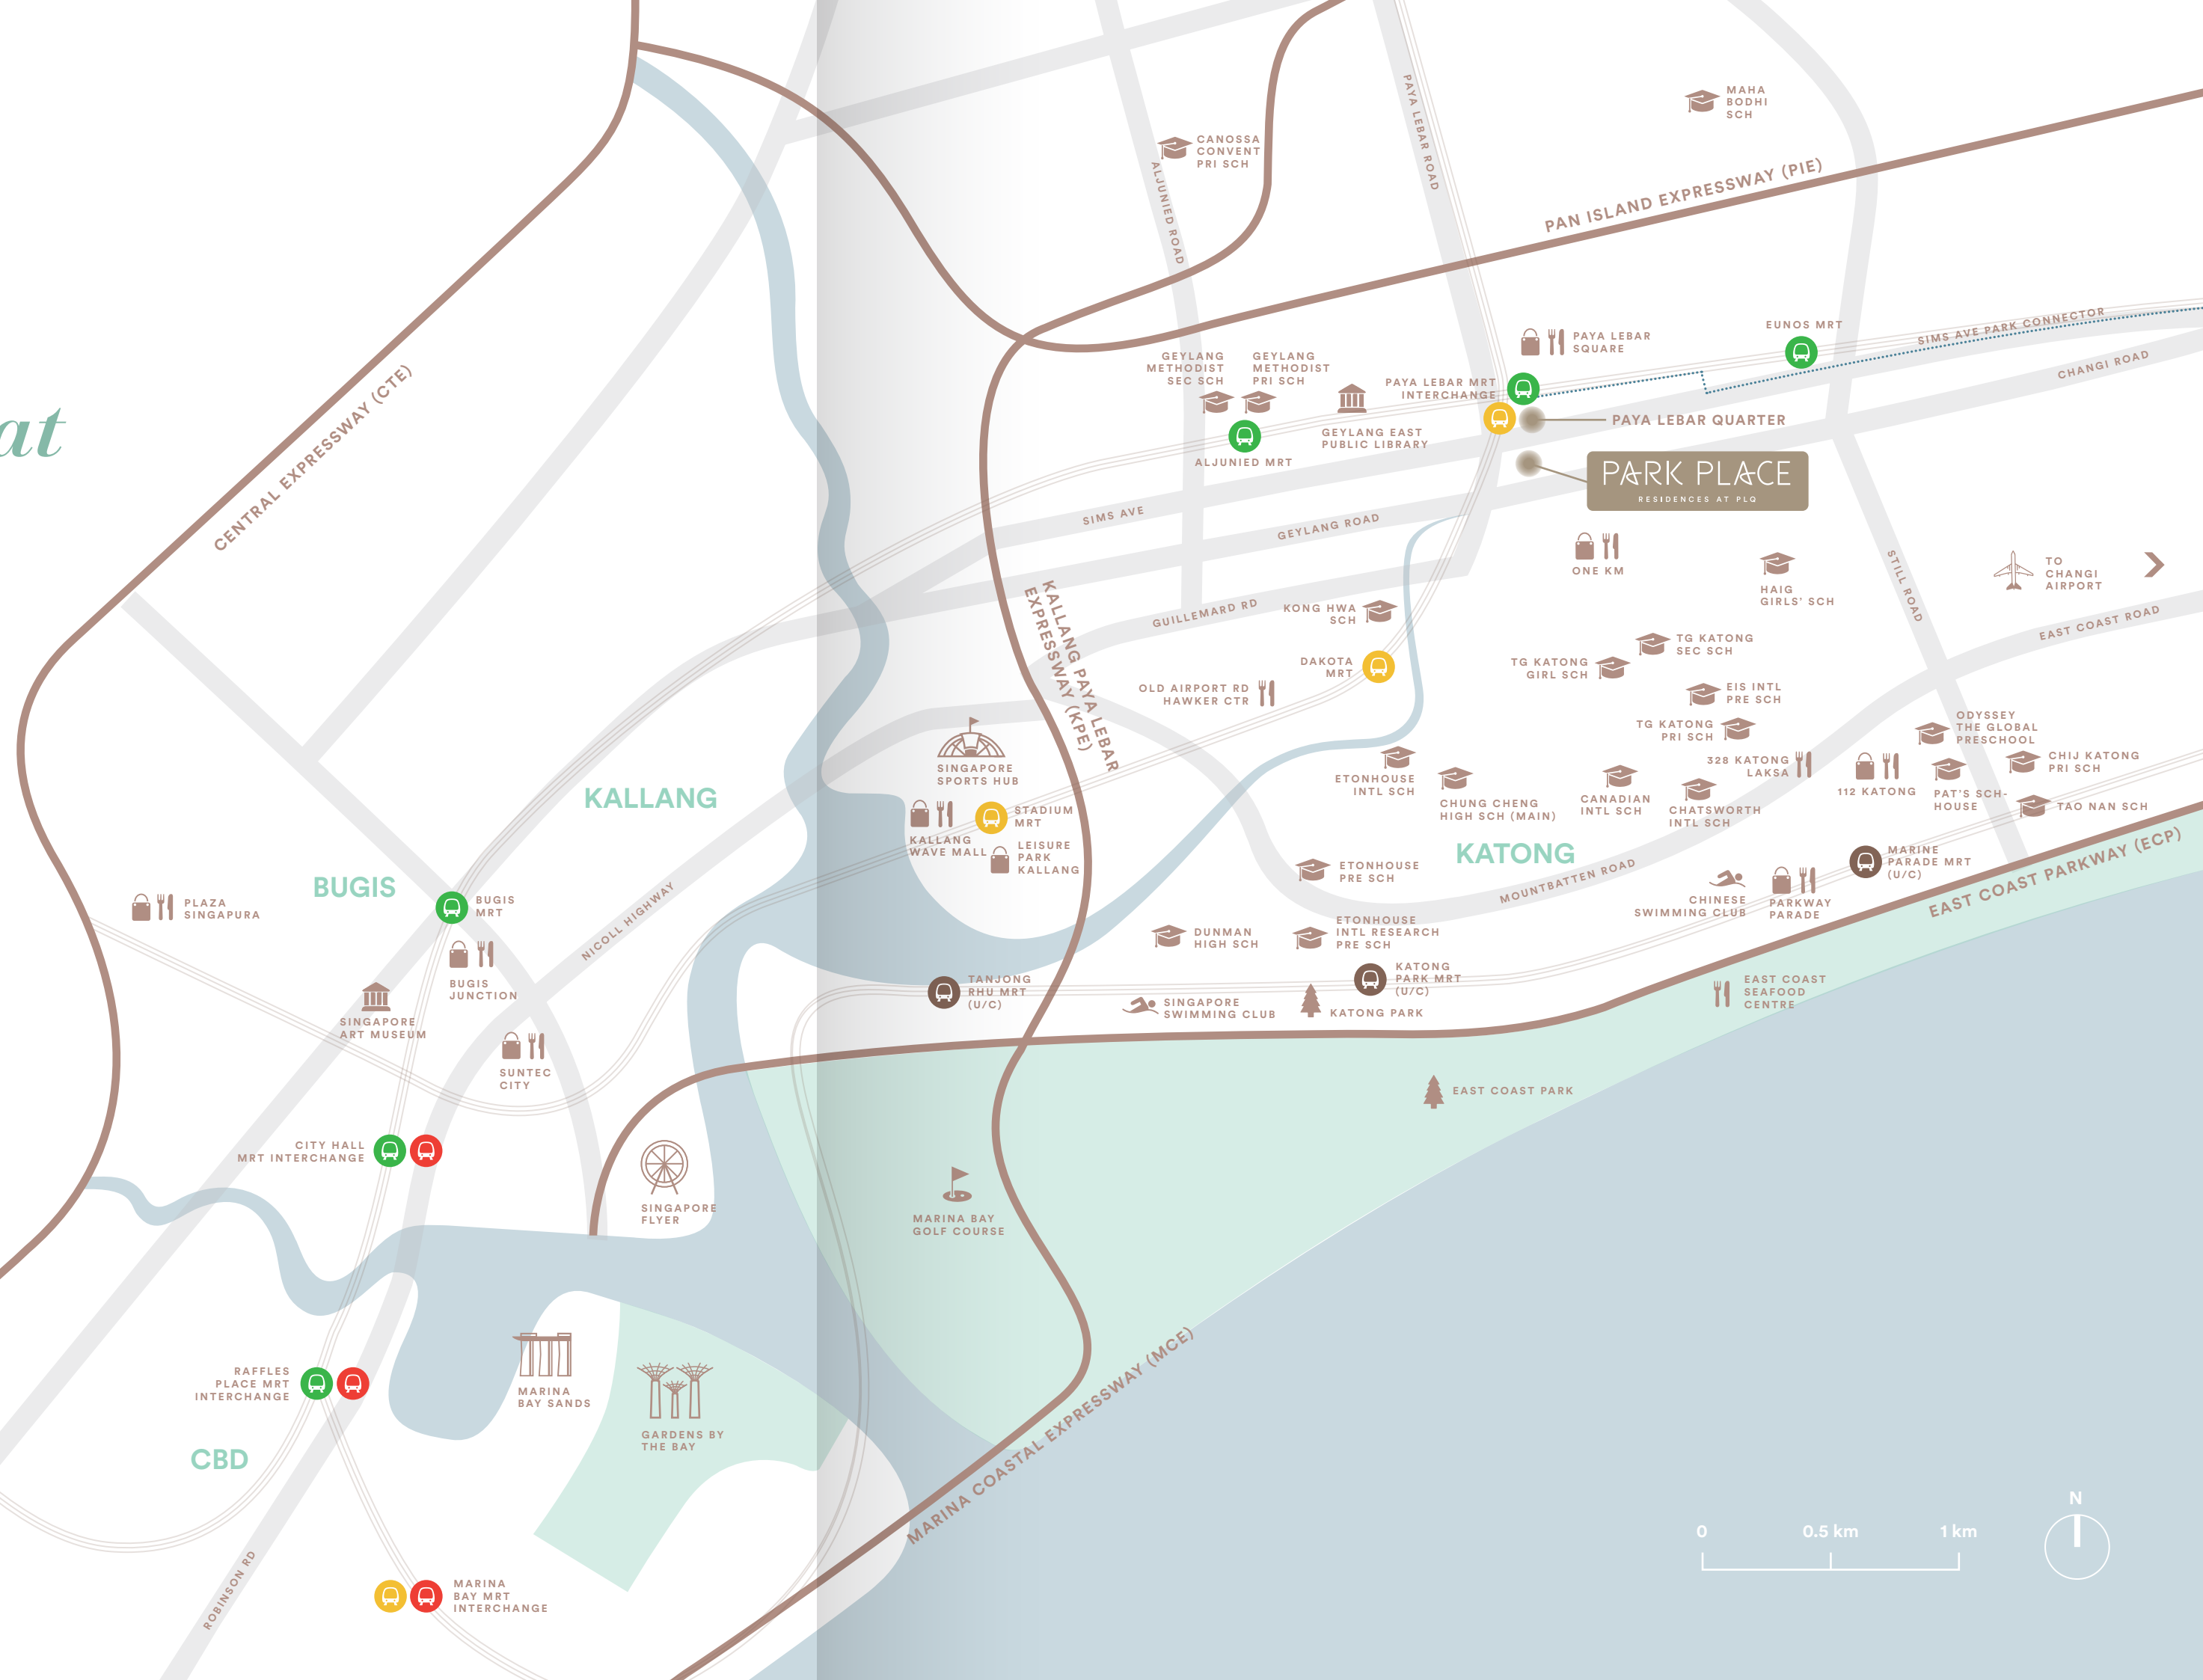 at
CENTRAL EXPRESSWAY (CTE)
MAHA
BODHI
SCH
CANOSSA
CONVENT
PRI SCH
ALJUNIED ROAD
PAYA LEBAR ROAD
PAN ISLAND EXPRESSWAY (PIE)
EUNOS MRT
SIMS AVE PARK CONNECTOR
CHANGI ROAD
PAYA LEBAR
SQUARE
GEYLANG
METHODIST
SEC SCH
GEYLANG
METHODIST
PRI SCH
PAYA LEBAR MRT
INTERCHANGE
PAYA LEBAR QUARTER
GEYLANG EAST
PUBLIC LIBRARY
ALJUNIED MRT
PARK PLACE
RESIDENCES AT PLQ
SIMS AVE
GEYLANG ROAD
ONE KM
HAIG
GIRLS' SCH
STILL ROAD
TO
CHANGI
AIRPORT
EAST COAST ROAD
KALLANG PAYA LEBAR
EXPRESSWAY (KPE)
GUILLEMARD RD
KONG HWA
SCH
DAKOTA
MRT
OLD AIRPORT RD
HAWKER CTR
TG KATONG
SEC SCH
TG KATONG
GIRL SCH
EIS INTL
PRE SCH
TG KATONG
PRI SCH
328 KATONG
LAKSA
ODYSSEY
THE GLOBAL
PRESCHOOL
CHIJ KATONG
PRI SCH
112 KATONG
PAT'S SCH-
HOUSE
TAO NAN SCH
SINGAPORE
SPORTS HUB
KALLANG
STADIUM
MRT
KALLANG
WAVE MALL
LEISURE
PARK
KALLANG
ETONHOUSE
INTL SCH
CHUNG CHENG
HIGH SCH (MAIN)
CANADIAN
INTL SCH
CHATSWORTH
INTL SCH
KATONG
MARINE
PARADE MRT
(U/C)
EAST COAST PARKWAY (ECP)
ETONHOUSE
PRE SCH
MOUNTBATTEN ROAD
CHINESE
SWIMMING CLUB
PARKWAY
PARADE
BUGIS
PLAZA
SINGAPURA
BUGIS
MRT
NICOLL HIGHWAY
DUNMAN
HIGH SCH
ETONHOUSE
INTL RESEARCH
PRE SCH
BUGIS
JUNCTION
TANJONG
RHU MRT
(U/C)
KATONG
PARK MRT
(U/C)
EAST COAST
SEAFOOD
CENTRE
SINGAPORE
SWIMMING CLUB
KATONG PARK
SINGAPORE
ART MUSEUM
SUNTEC
CITY
EAST COAST PARK
CITY HALL
MRT INTERCHANGE
SINGAPORE
FLYER
MARINA BAY
GOLF COURSE
RAFFLES
PLACE MRT
INTERCHANGE
MARINA
BAY SANDS
GARDENS BY
THE BAY
MARINA COASTAL EXPRESSWAY (MCE)
CBD
ROBINSON RD
MARINA
BAY MRT
INTERCHANGE
0
0.5 km
1 km
N